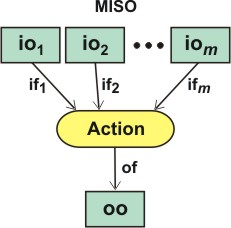 MISO
io₁ io₂ ••• ioₘ
if₁ if₂ ifₘ
Action
of
oo